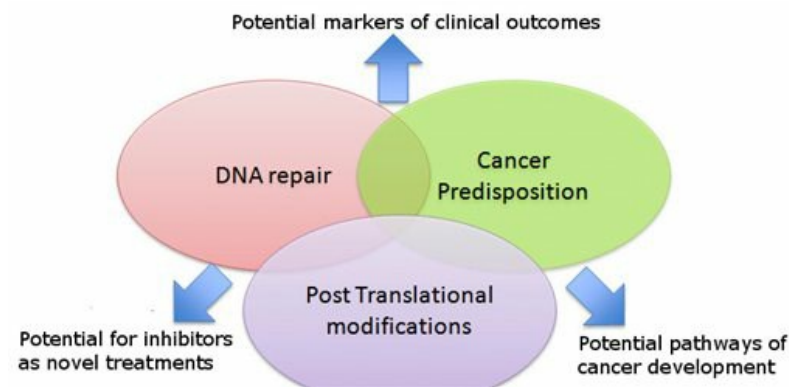 Potential markers of clinical outcomes
DNA repair
Cancer
Predisposition
Post Translational
modifications
Potential for inhibitors
as novel treatments
Potential pathways of
cancer development